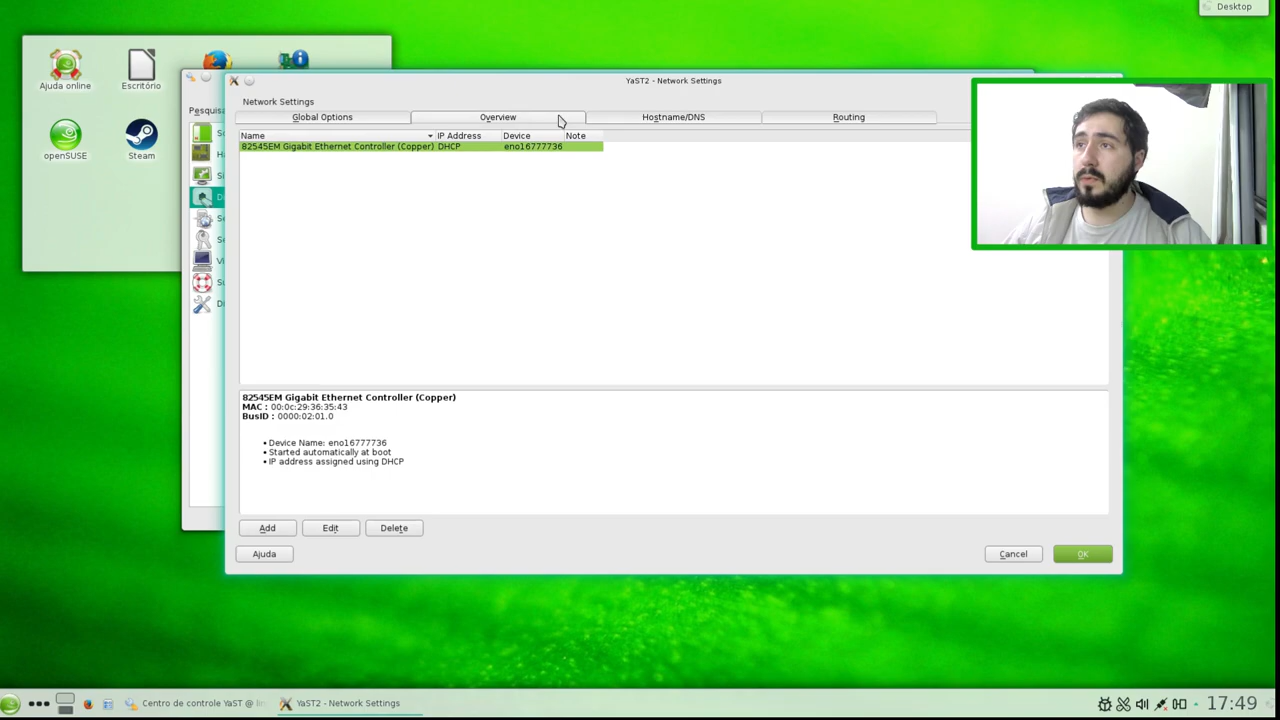 Desktop
Ajuda online
Escritório
openSUSE
Steam
Pesquisa
YaST2 - Network Settings
Network Settings
Global Options
Overview
Hostname/DNS
Routing
Name IP Address Device Note
82545EM Gigabit Ethernet Controller (Copper) DHCP eno16777736
82545EM Gigabit Ethernet Controller (Copper)
MAC : 00:0c:29:36:35:43
BusID : 0000:02:01.0
• Device Name: eno16777736
• Started automatically at boot
• IP address assigned using DHCP
Add
Edit
Delete
Ajuda
Cancel
OK
Centro de controle YaST @ li
YaST2 - Network Settings
17:49